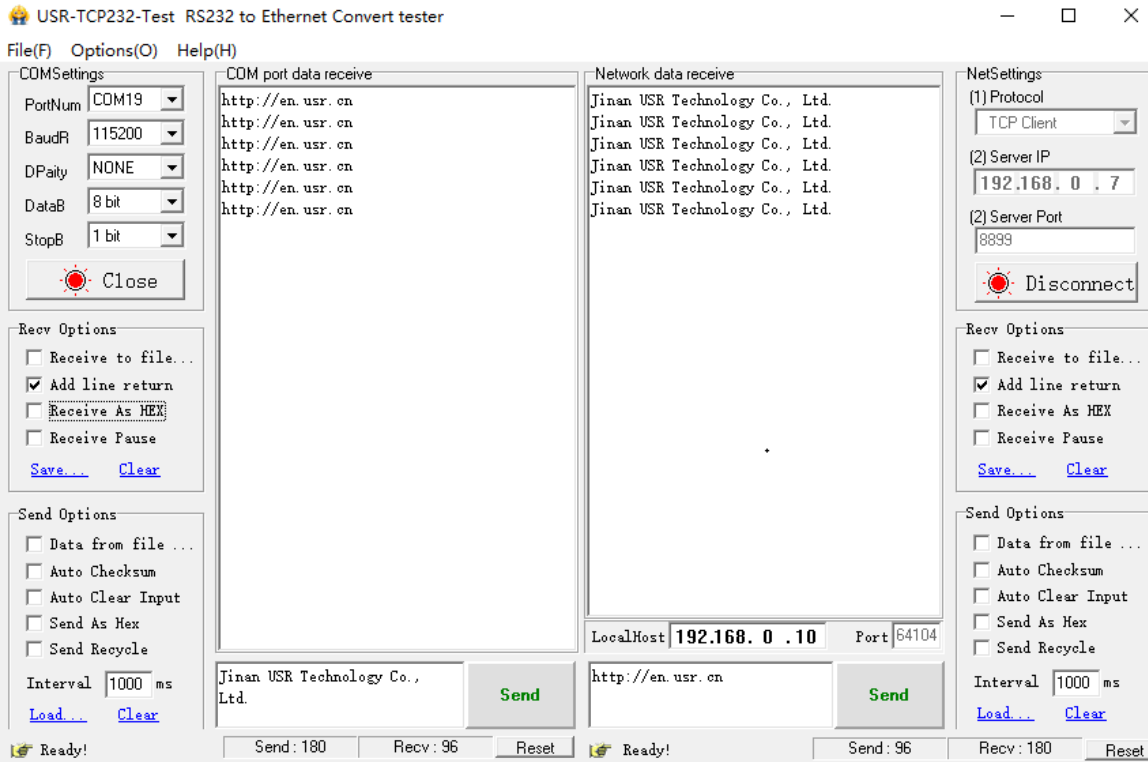 USR-TCP232-Test RS232 to Ethernet Convert tester
File(F) Options(O) Help(H)
COMSettings
PortNum COM19
BaudR 115200
DPaity NONE
DataB 8 bit
StopB 1 bit
Close
Recv Options
Receive to file...
Add line return
Receive As HEX
Receive Pause
Save... Clear
Send Options
Data from file ...
Auto Checksum
Auto Clear Input
Send As Hex
Send Recycle
Interval 1000 ms
Load... Clear
Ready!
COM port data receive
http://en.usr.cn
http://en.usr.cn
http://en.usr.cn
http://en.usr.cn
http://en.usr.cn
http://en.usr.cn
Jinan USR Technology Co.,
Ltd.
Send
Send : 180 Recv : 96 Reset
Network data receive
Jinan USR Technology Co., Ltd.
Jinan USR Technology Co., Ltd.
Jinan USR Technology Co., Ltd.
Jinan USR Technology Co., Ltd.
Jinan USR Technology Co., Ltd.
Jinan USR Technology Co., Ltd.
LocalHost 192.168. 0 .10 Port 64104
http://en.usr.cn
Send
Ready!
Send : 96 Recv : 180 Reset
NetSettings
(1) Protocol
TCP Client
(2) Server IP
192.168. 0 . 7
(2) Server Port
8899
Disconnect
Recv Options
Receive to file...
Add line return
Receive As HEX
Receive Pause
Save... Clear
Send Options
Data from file ...
Auto Checksum
Auto Clear Input
Send As Hex
Send Recycle
Interval 1000 ms
Load... Clear